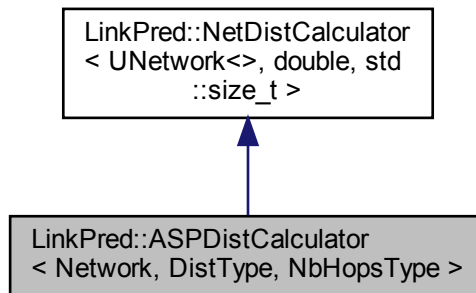 LinkPred::NetDistCalculator
< UNetwork<>, double, std
::size_t >
LinkPred::ASPDistCalculator
< Network, DistType, NbHopsType >